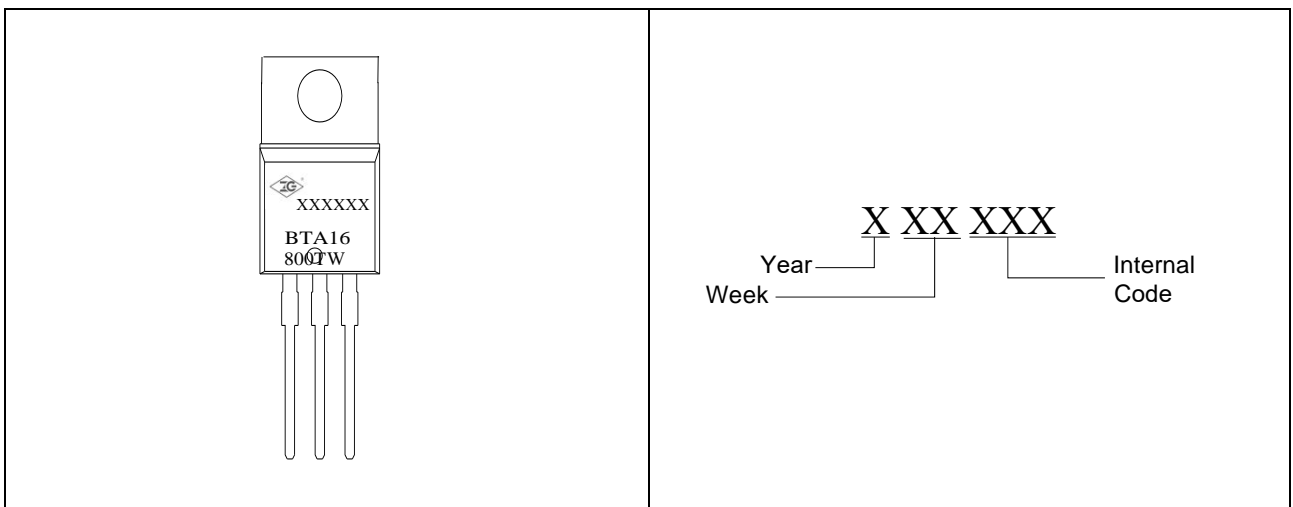 XXXXXX
BTA16
800TW
X XX XXX
Year
Week
Internal
Code